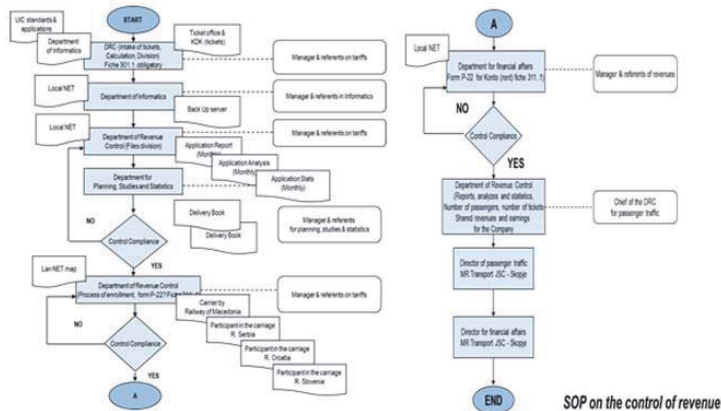 UIC standards &
applications
START
Department
of informatics
Ticket office &
KDK (tickets)
DRC (Intake of tickets,
Calculation, Division)
Fiche 301.1. obligatory
Manager & referents on tariffs
Local NET
Department of Informatics
Manager & referents in Informatics
Back Up server
Local NET
Department of Revenue
Control (Files division)
Manager & referents on tariffs
Application Report
(Monthly)
Application Analysis
(Monthly)
Application Stats
(Monthly)
Department for
Planning, Studies and Statistics
Delivery Book
Delivery Book
Manager & referents
for planning, studies & statistics
NO
Control Compliance
YES
Lan NET map
Department of Revenue Control
(Process of enrollment, form P-22?
Manager & referents on tariffs
Carrier by
Railway of Macedonia
Participant in the carriage
R. Serbia
Participant in the carriage
R. Croatia
Participant in the carriage
R. Slovenia
NO
Control Compliance
YES
A
A
Local NET
Department for financial affairs
Form P-22 for Konto (rent) fiche 311.1)
Manager & referents of revenues
NO
Control Compliance
YES
Department of Revenue Control
(Reports, analyzes and statistics,
Number of passengers, number of tickets
Shared revenues and earnings
for the Company
Chief of the DRC
for passenger traffic
Director of passenger traffic
MR Transport JSC - Skopje
Director for financial affairs
MR Transport JSC - Skopje
END
SOP on the control of revenue